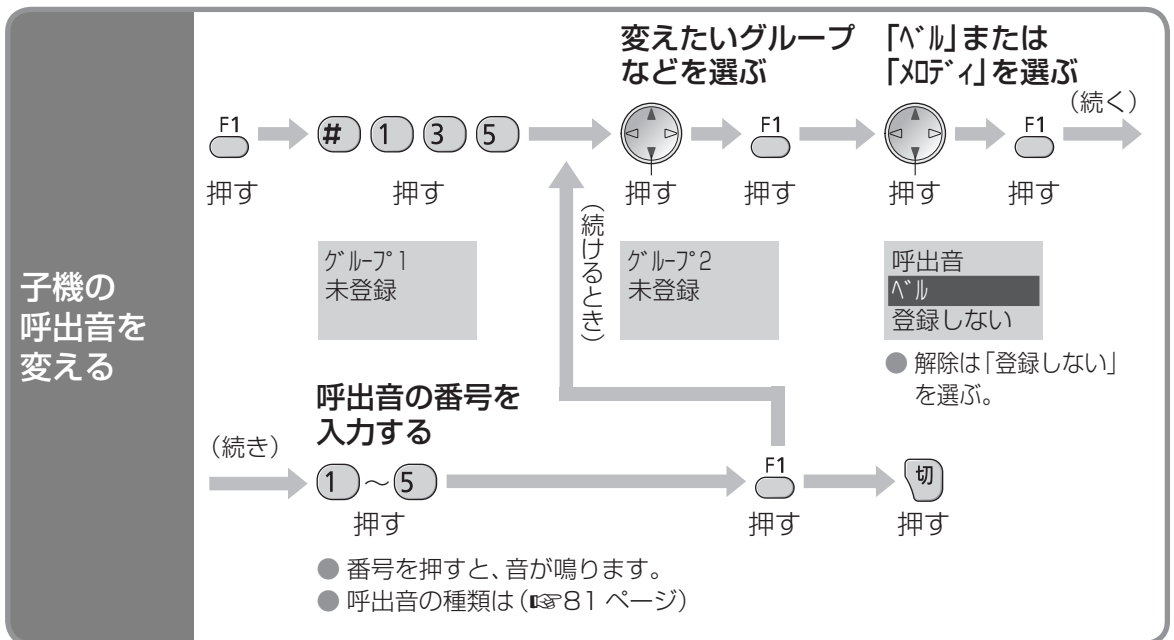 子機の
呼出音を
変える
変えたいグループ
などを選ぶ
「ﾍﾞﾙ」または
「ﾒﾛﾃﾞｨ」を選ぶ
（続く）
F1
# 1 3 5
F1
F1
押す
押す
押す
押す
押す
押す
（続けるとき）
ｸﾞﾙｰﾌﾟ1
未登録
ｸﾞﾙｰﾌﾟ2
未登録
呼出音
ﾍﾞﾙ
登録しない
● 解除は「登録しない」
を選ぶ。
（続き）
呼出音の番号を
入力する
1～5
F1
切
押す
押す
押す
● 番号を押すと、音が鳴ります。
● 呼出音の種類は（☞81 ページ）